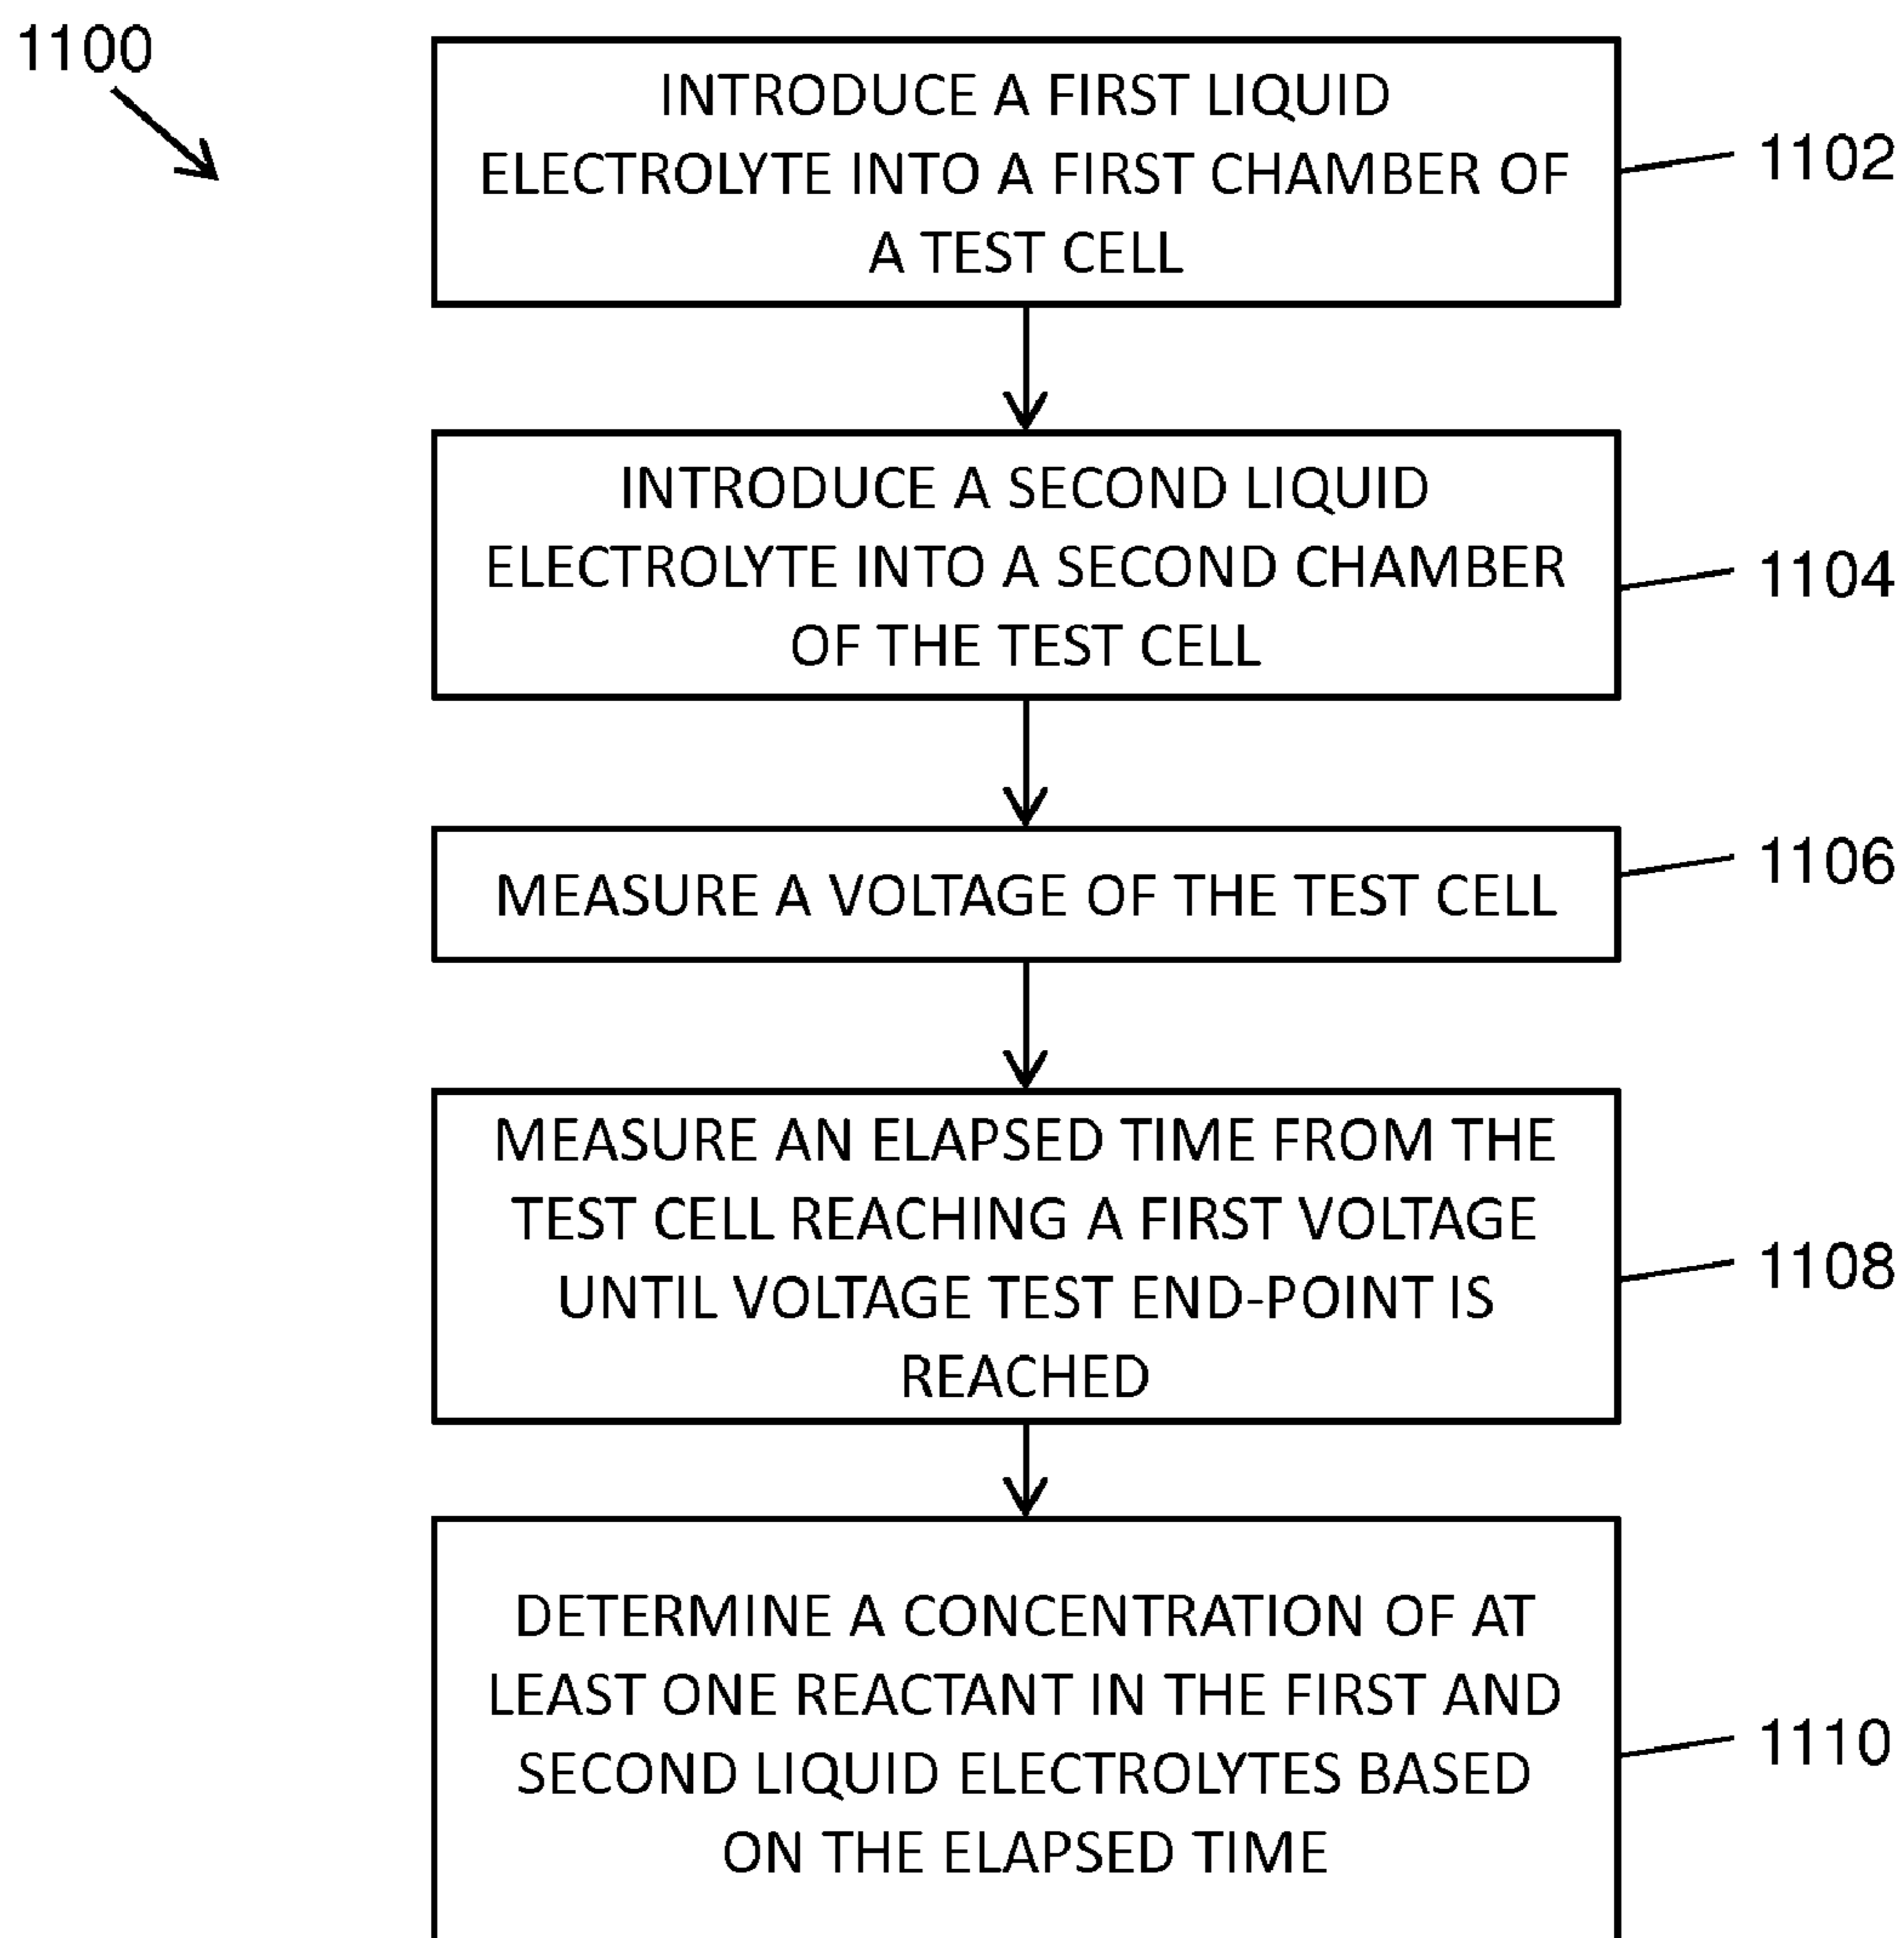 1100
INTRODUCE A FIRST LIQUID
ELECTROLYTE INTO A FIRST CHAMBER OF
A TEST CELL
1102
INTRODUCE A SECOND LIQUID
ELECTROLYTE INTO A SECOND CHAMBER
OF THE TEST CELL
1104
MEASURE A VOLTAGE OF THE TEST CELL
1106
MEASURE AN ELAPSED TIME FROM THE
TEST CELL REACHING A FIRST VOLTAGE
UNTIL VOLTAGE TEST END-POINT IS
REACHED
1108
DETERMINE A CONCENTRATION OF AT
LEAST ONE REACTANT IN THE FIRST AND
SECOND LIQUID ELECTROLYTES BASED
ON THE ELAPSED TIME
1110